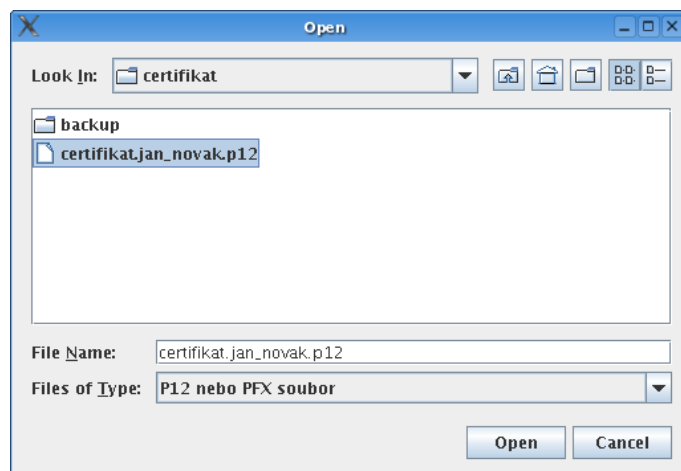 Open
Look In: certifikat
backup
certifikat.jan_novak.p12
File Name: certifikat.jan_novak.p12
Files of Type: P12 nebo PFX soubor
Open Cancel